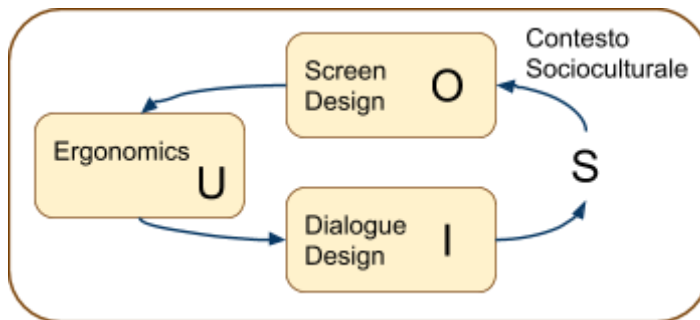 Contesto
Socioculturale
Screen
Design
O
Ergonomics
U
S
Dialogue
Design
I